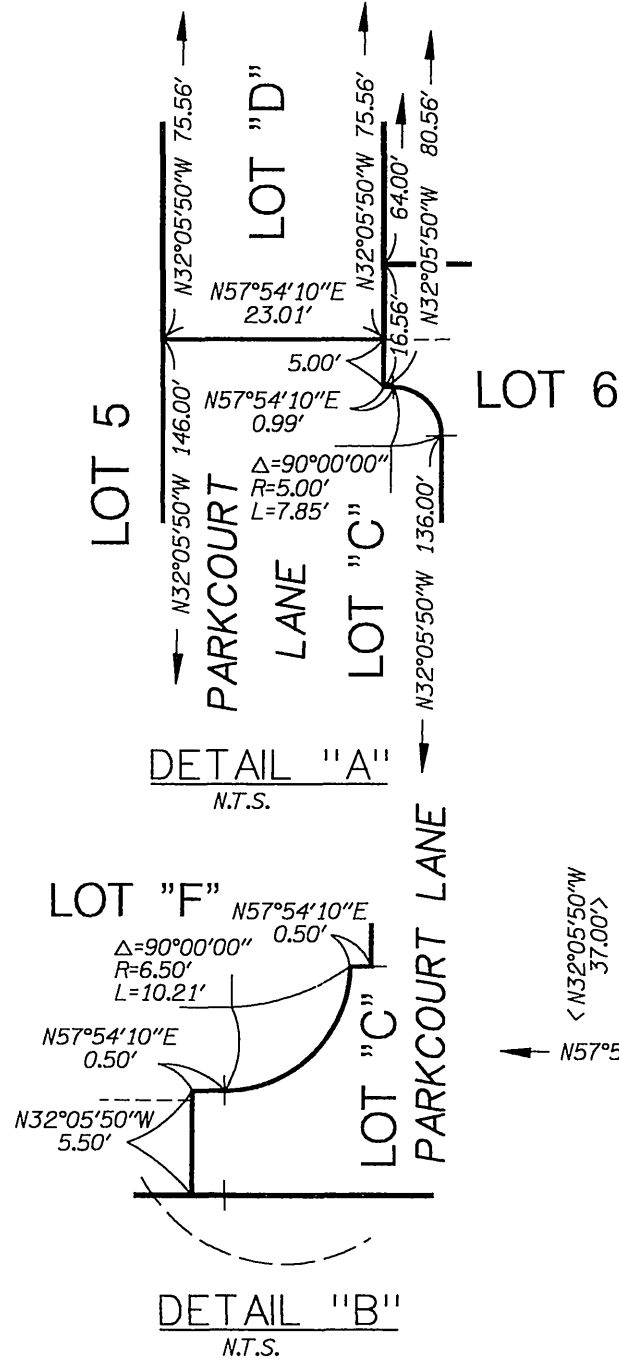 N32°05'50"W 75.56'
LOT "D"
N32°05'50"W 75.56'
64.00'
N32°05'50"W 80.56'
N57°54'10"E
23.01'
16.56'
5.00'
LOT 6
N57°54'10"E
0.99'
LOT 5
N32°05'50"W 146.00'
Δ=90°00'00"
R=5.00'
L=7.85'
PARKCOURT
LANE
LOT "C"
N32°05'50"W 136.00'
DETAIL "A"
N.T.S.
LOT "F"
N57°54'10"E
0.50'
Δ=90°00'00"
R=6.50'
L=10.21'
N57°54'10"E
0.50'
N32°05'50"W
5.50'
LOT "C"
PARKCOURT LANE
<N32°05'50"W
37.00'>
N57°5
DETAIL "B"
N.T.S.